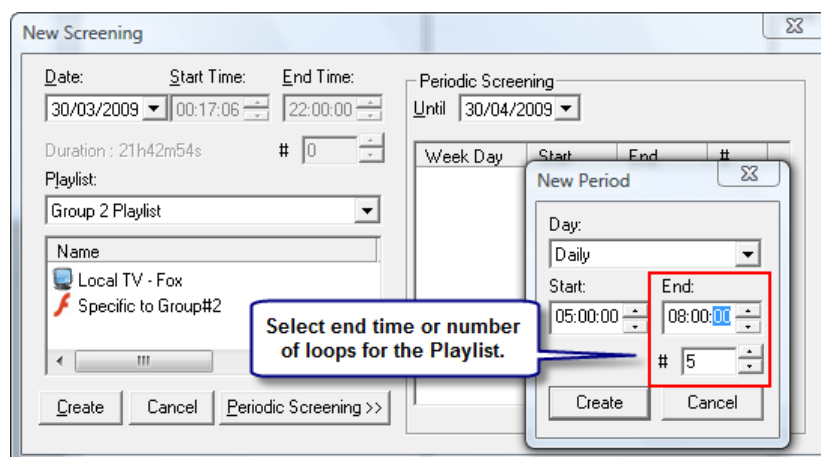 New Screening
Date: Start Time: End Time:
30/03/2009 00:17:06 22:00:00
Duration : 21h42m54s # 0
Playlist:
Group 2 Playlist
Name
Local TV - Fox
Specific to Group#2
Create Cancel Periodic Screening >>
Periodic Screening
Until 30/04/2009
Week Day Start End #
New Period
Day:
Daily
Start: End:
05:00:00 08:00:00
# 5
Create Cancel
Select end time or number
of loops for the Playlist.